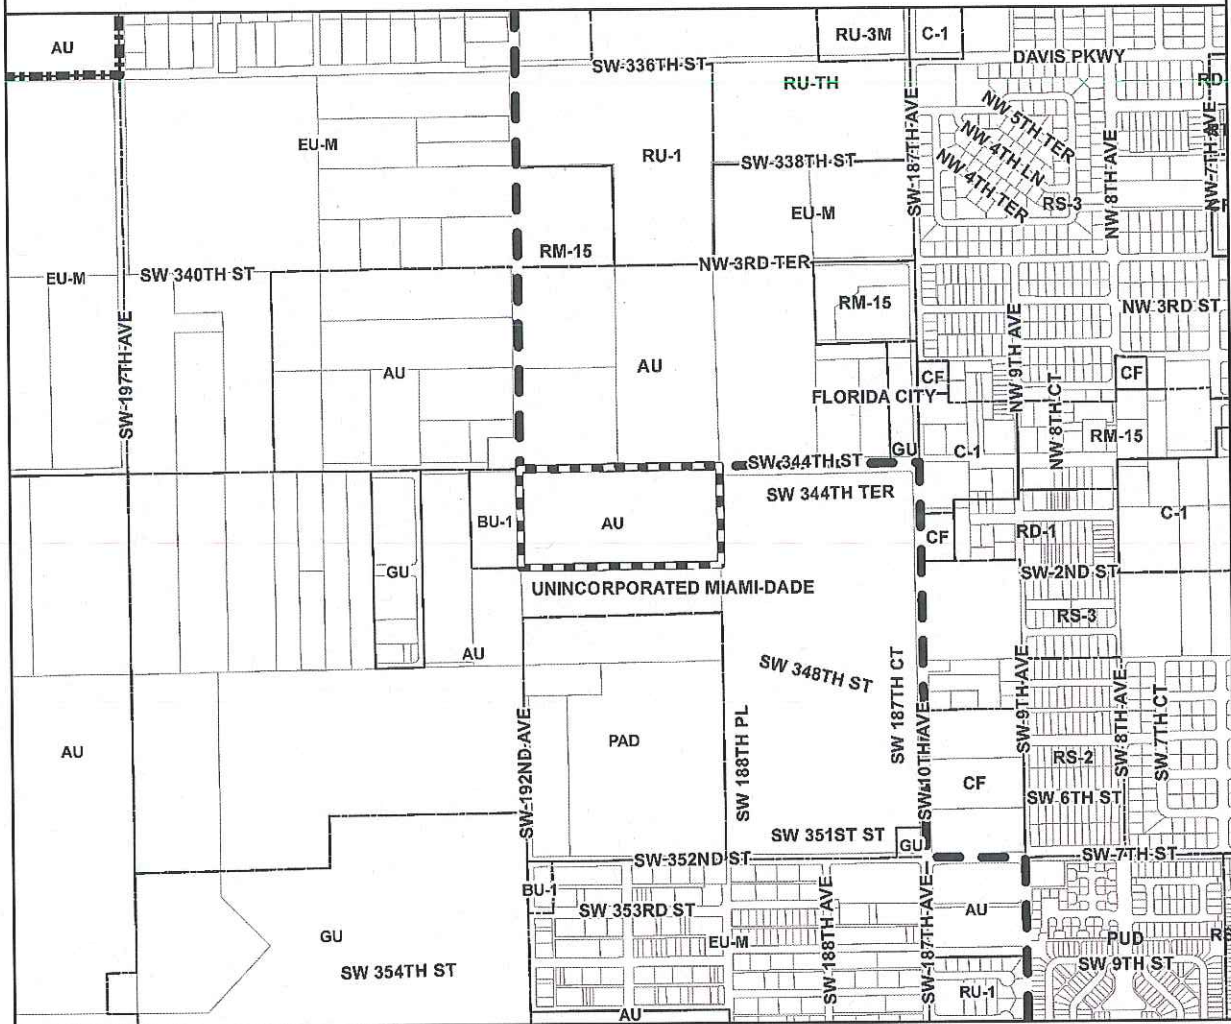 AU
RU-3M
C-1
DAVIS PKWY
SW 336TH ST
RU-TH
RD
EU-M
RU-1
SW 338TH ST
SW 187TH AVE
NW 5TH TER
NW 4TH LN
NW 4TH TER
RS-3
NW 8TH AVE
NW 7TH AVE
EU-M
RM-15
EU-M
SW 340TH ST
NW 3RD TER
RM-15
NW 3RD ST
SW 197TH AVE
NW 9TH AVE
AU
AU
CF
CF
FLORIDA CITY
NW 8TH CT
RM-15
GU
C-1
SW 344TH ST
SW 344TH TER
BU-1
AU
CF
RD-1
C-1
GU
SW 2ND ST
UNINCORPORATED MIAMI-DADE
RS-3
AU
SW 348TH ST
SW 187TH CT
SW 10TH AVE
SW 9TH AVE
SW 8TH AVE
SW 7TH CT
AU
SW 192ND AVE
PAD
SW 188TH PL
RS-2
CF
SW 6TH ST
SW 351ST ST
GU
SW 352ND ST
SW 7TH ST
BU-1
SW 353RD ST
SW 188TH AVE
SW 187TH AVE
AU
GU
EU-M
PUD
SW 354TH ST
SW 9TH ST
RU-1
AU